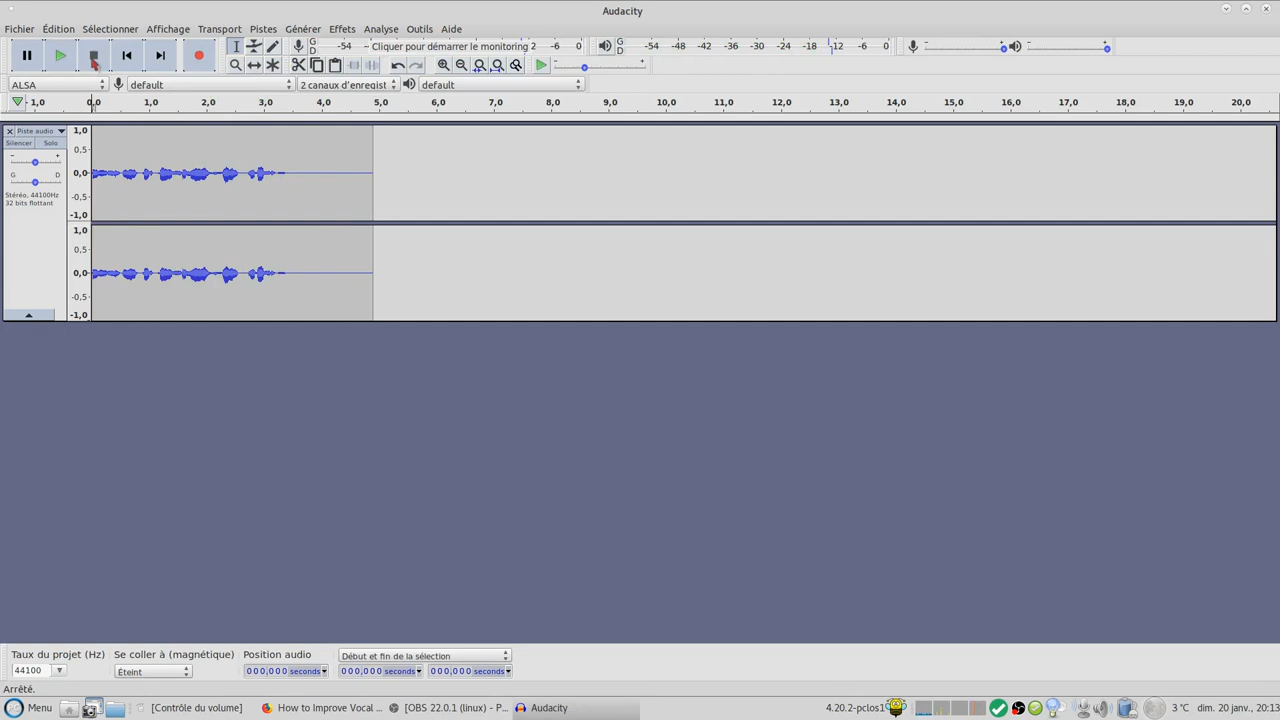 Audacity
Fichier Édition Sélectionner Affichage Transport Pistes Générer Effets Analyse Outils Aide
G D -54 Cliquer pour démarrer le monitoring 2 -6 0 G D -54 -48 -42 -36 -30 -24 -18 -12 -6 0 - + - +
- +
ALSA default 2 canaux d’enregist default
1,0 0,0 1,0 2,0 3,0 4,0 5,0 6,0 7,0 8,0 9,0 10,0 11,0 12,0 13,0 14,0 15,0 16,0 17,0 18,0 19,0 20,0
Piste audio 1,0
Silencer Solo 0,5
- +
G D 0,0
Stéréo, 44100Hz -0,5
32 bits flottant
-1,0
1,0
0,5
0,0
-0,5
-1,0
Taux du projet (Hz) Se coller à (magnétique) Position audio Début et fin de la sélection
44100 Éteint 0 0 0 ,0 0 0 seconds 0 0 0 ,0 0 0 seconds 0 0 0 ,0 0 0 seconds
Arrêté.
Menu [Contrôle du volume] How to Improve Vocal ... [OBS 22.0.1 (linux) - P... Audacity 4.20.2-pclos1 3 °C dim. 20 janv., 20:13